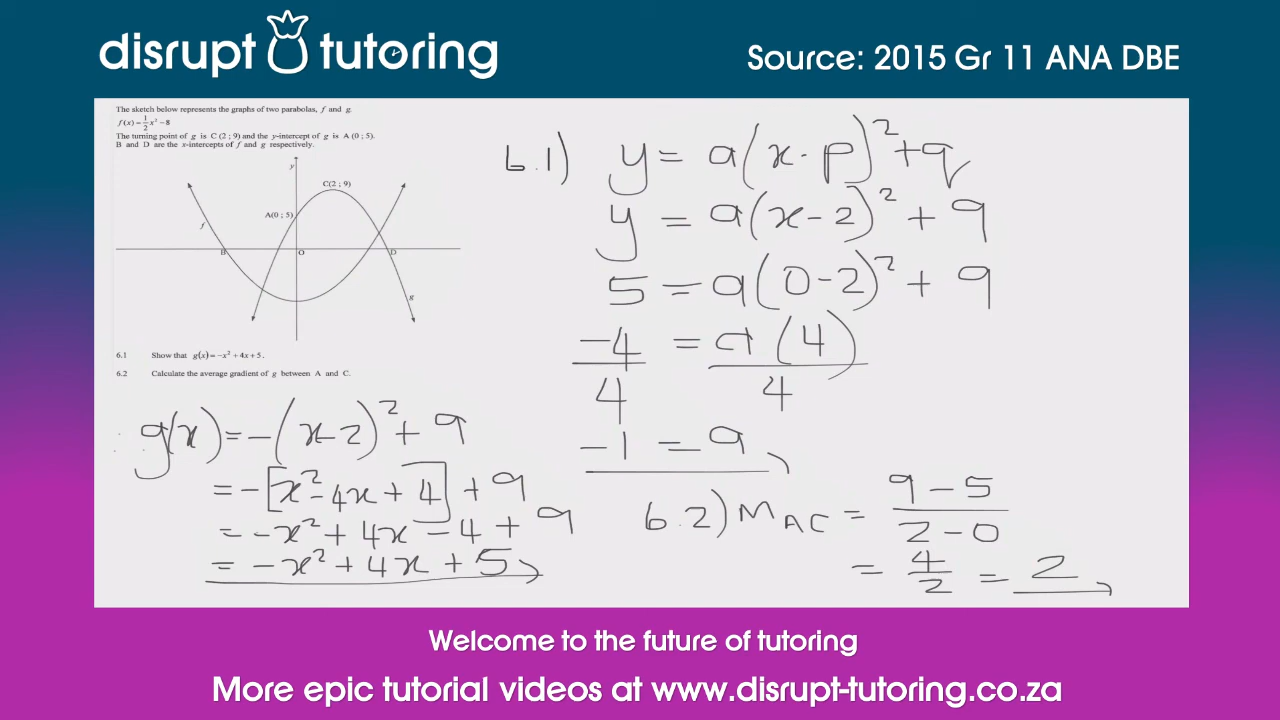 disrupt tutoring
Source: 2015 Gr 11 ANA DBE
The sketch below represents the graphs of two parabolas, f and g.
f(x) = 1/2 x² − 8
The turning point of g is C (2 ; 9) and the y-intercept of g is A (0 ; 5).
B and D are the x-intercepts of f and g respectively.
y
C(2 ; 9)
A(0 ; 5)
f
B
O
D
g
6.1 Show that g(x) = −x² + 4x + 5.
6.2 Calculate the average gradient of g between A and C.
g(x) = −(x−2)² + 9
= −[x² − 4x + 4] + 9
= −x² + 4x − 4 + 9
= −x² + 4x + 5
6.1) y = a(x − p)² + q
y = a(x − 2)² + 9
5 = a(0 − 2)² + 9
−4/4 = a(4)/4
−1 = a
6.2) M AC = 9 − 5 / 2 − 0
= 4/2 = 2
Welcome to the future of tutoring
More epic tutorial videos at www.disrupt-tutoring.co.za